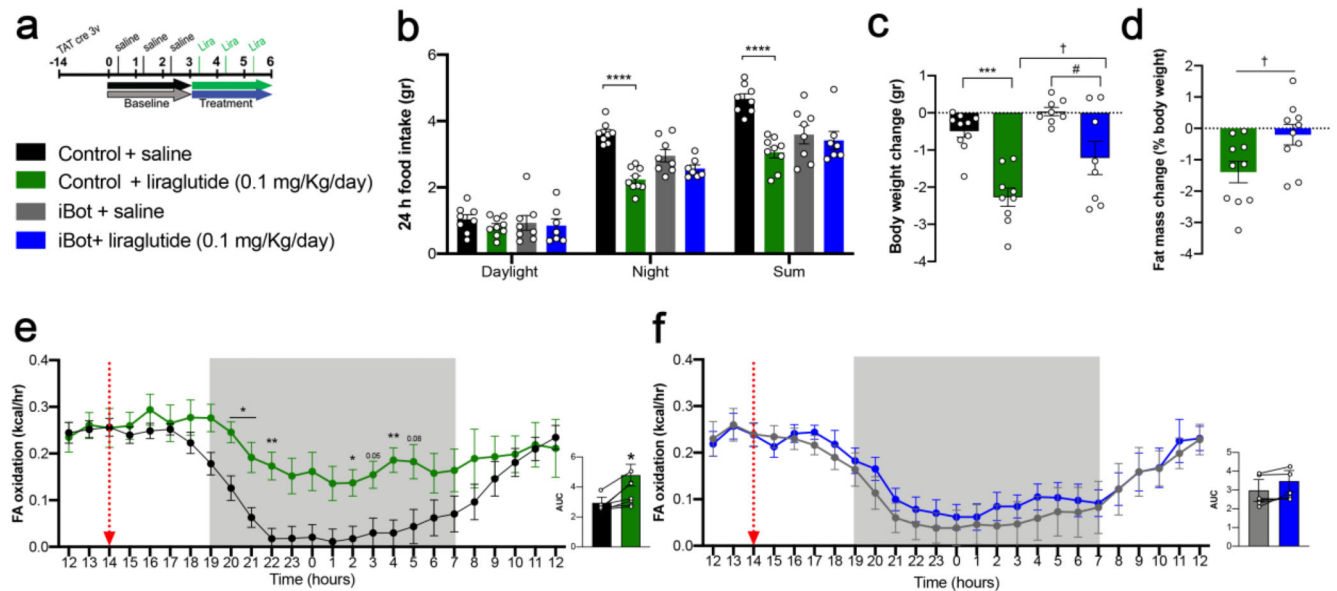 a
TAT cre 3v
saline
saline
saline
Lira
Lira
Lira
-14
0
1
2
3
4
5
6
Baseline
Treatment
Control + saline
Control + liraglutide (0.1 mg/Kg/day)
iBot + saline
iBot+ liraglutide (0.1 mg/Kg/day)
b
24 h food intake (gr)
6
4
2
0
****
****
Daylight
Night
Sum
c
Body weight change (gr)
2
1
0
-1
-2
-3
-4
***
†
#
d
Fat mass change (% body weight)
2
1
0
-1
-2
-3
-4
†
e
FA oxidation (kcal/hr)
0.4
0.3
0.2
0.1
0.0
*
**
*
0.05
**
0.08
12 13 14 15 16 17 18 19 20 21 22 23 0 1 2 3 4 5 6 7 8 9 10 11 12
Time (hours)
AUC
6
4
2
0
*
f
FA oxidation (kcal/hr)
0.4
0.3
0.2
0.1
0.0
12 13 14 15 16 17 18 19 20 21 22 23 0 1 2 3 4 5 6 7 8 9 10 11 12
Time (hours)
AUC
5
4
3
2
1
0